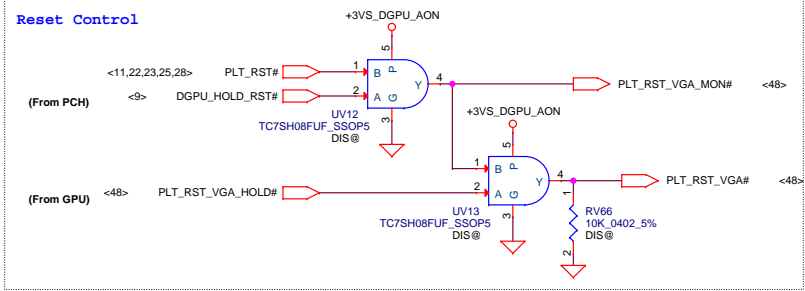 Reset Control
+3VS_DGPU_AON
5
<11,22,23,25,28> PLT_RST# 1 B P Y 4 PLT_RST_VGA_MON# <48>
(From PCH) <9> DGPU_HOLD_RST# 2 A G
3
UV12
TC7SH08FUF_SSOP5
DIS@
+3VS_DGPU_AON
5
1 B P Y 4 PLT_RST_VGA# <48>
(From GPU) <48> PLT_RST_VGA_HOLD# 2 A G
3
UV13
TC7SH08FUF_SSOP5
DIS@
1
RV66
10K_0402_5%
DIS@
2